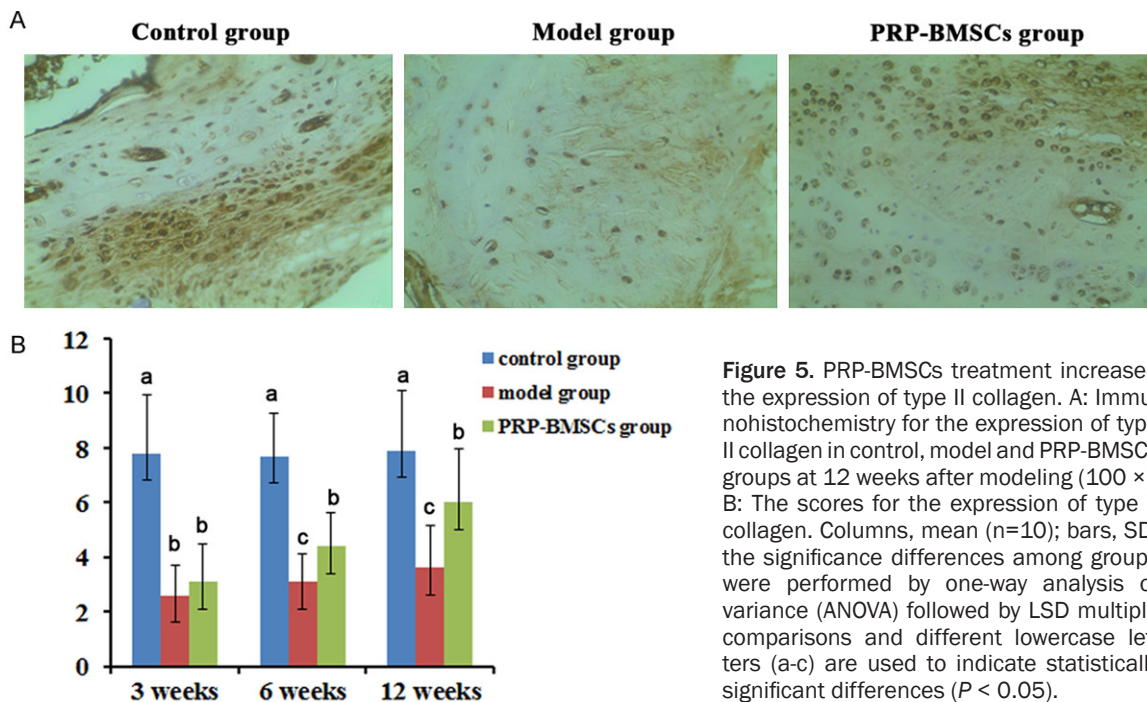 A
Control group
Model group
PRP-BMSCs group
B
12
10
8
6
4
2
0
a
b
b
a
c
b
a
c
b
3 weeks
6 weeks
12 weeks
control group
model group
PRP-BMSCs group
Figure 5. PRP-BMSCs treatment increase
the expression of type II collagen. A: Immu
nohistochemistry for the expression of typ
II collagen in control, model and PRP-BMSC
groups at 12 weeks after modeling (100 ×
B: The scores for the expression of type
collagen. Columns, mean (n=10); bars, SD
the significance differences among group
were performed by one-way analysis o
variance (ANOVA) followed by LSD multipl
comparisons and different lowercase let
ters (a-c) are used to indicate statisticall
significant differences (P < 0.05).